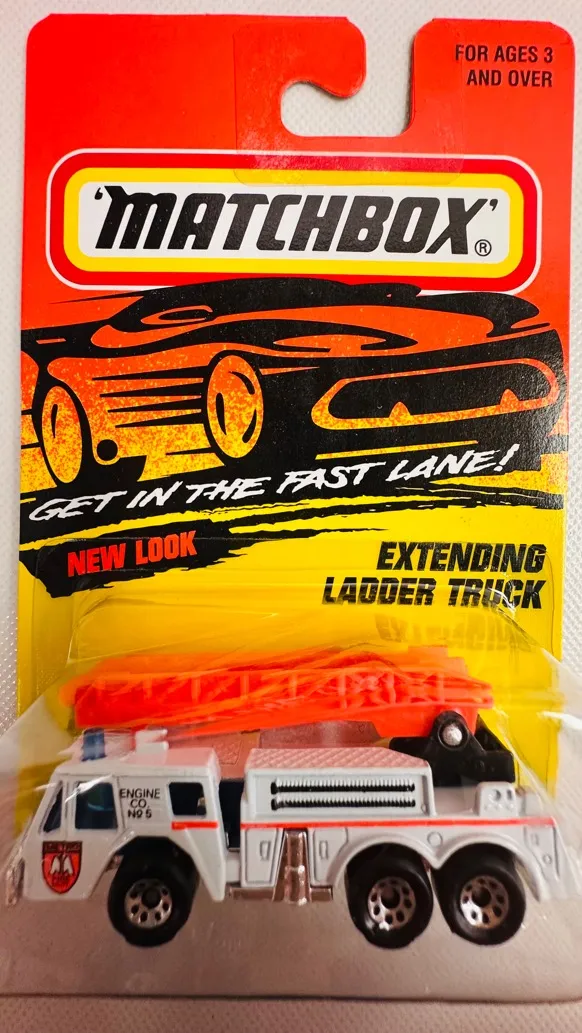 FOR AGES 3
AND OVER
'MATCHBOX'®
GET IN THE FAST LANE!
NEW LOOK
EXTENDING
LADDER TRUCK
ENGINE
CO.
Nº 5
METRO